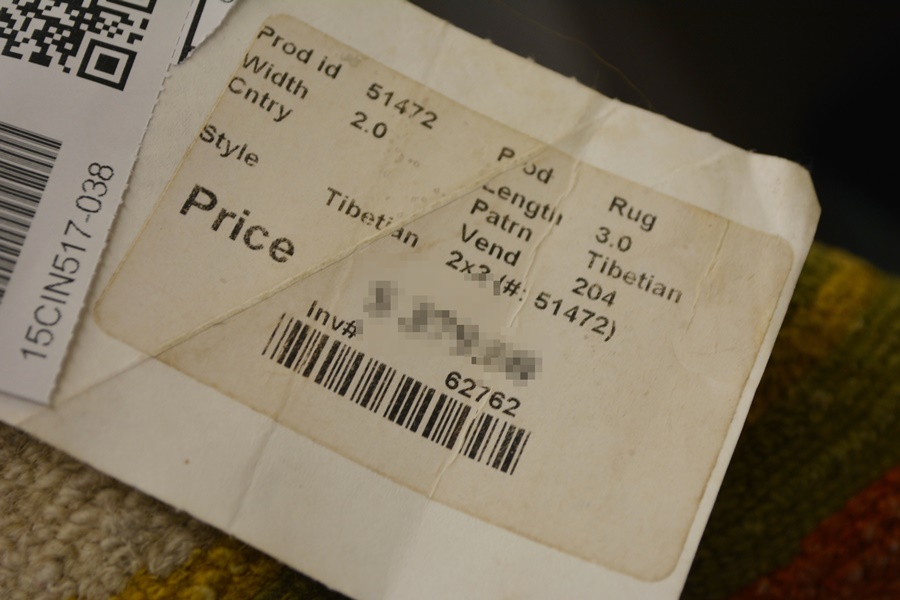 15CIN517-038
Prod id 51472 Prod Rug
Width 2.0 Length 3.0
Cntry Patrn Tibetian
Style Tibetian Vend 204
2x3 (#: 51472)
Price
Inv# 62762